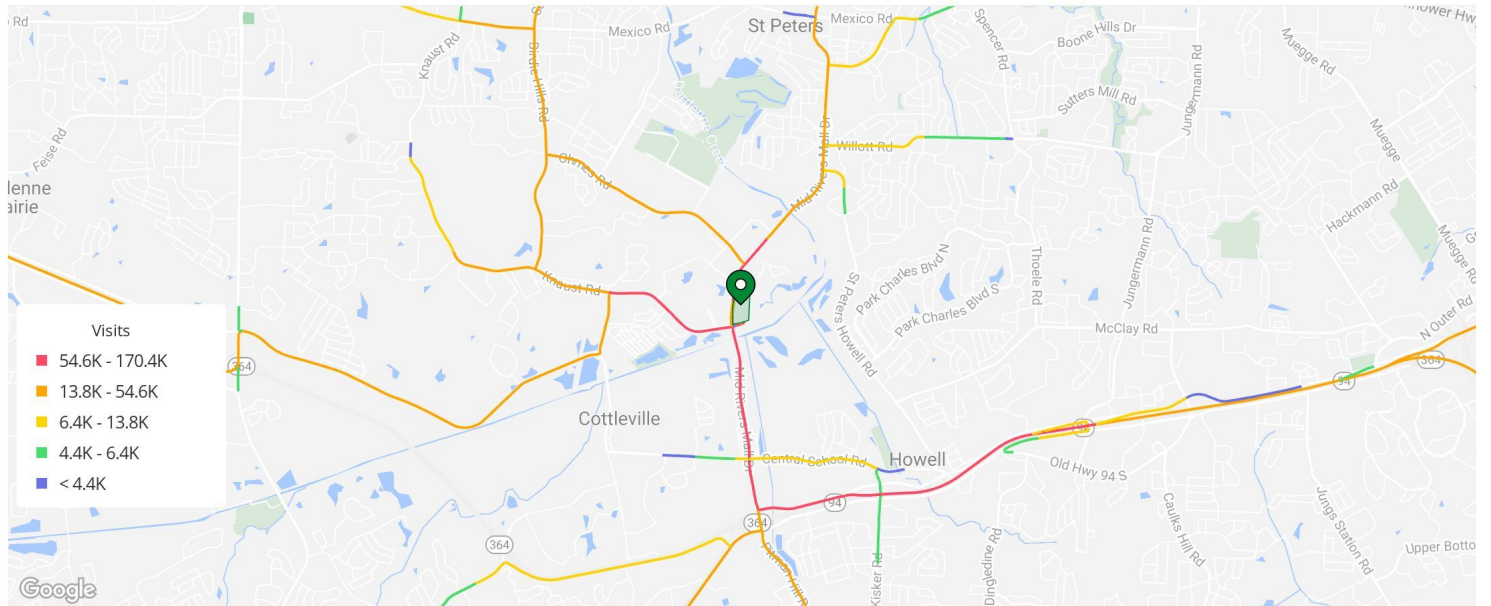 Rd
Knaust Rd
Birdie Hills Rd
Mexico Rd
St Peters
Mexico Rd
Spencer Rd
Boone Hills Dr
Sutters Mill Rd
Jungermann Rd
Muegge Rd
Muegge
Feise Rd
Ohmes Rd
Mid Rivers Mall Dr
Willott Rd
Hackmann Rd
Muegge Rd
Knaust Rd
St Peters Howell Rd
Park Charles Blvd N
Park Charles Blvd S
Thoele Rd
Jungermann Rd
McClay Rd
N Outer Rd
364
94
364
Visits
54.6K - 170.4K
13.8K - 54.6K
6.4K - 13.8K
4.4K - 6.4K
< 4.4K
Mid Rivers Mall Dr
Cottleville
Central School Rd
Howell
94
Old Hwy 94 S
94
364
364
Kisker Rd
Dingledine Rd
Caulks Hill Rd
Jungs Station Rd
Upper Botto
Google